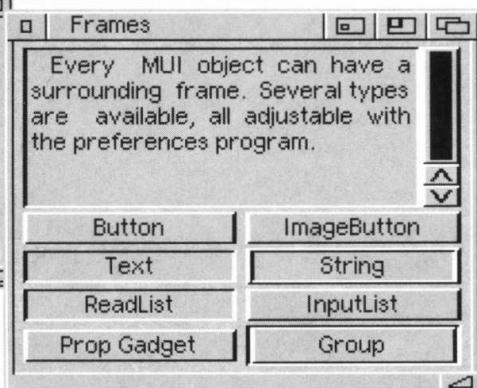 Frames
Every MUI object can have a
surrounding frame. Several types
are available, all adjustable with
the preferences program.
Button
ImageButton
Text
String
ReadList
InputList
Prop Gadget
Group